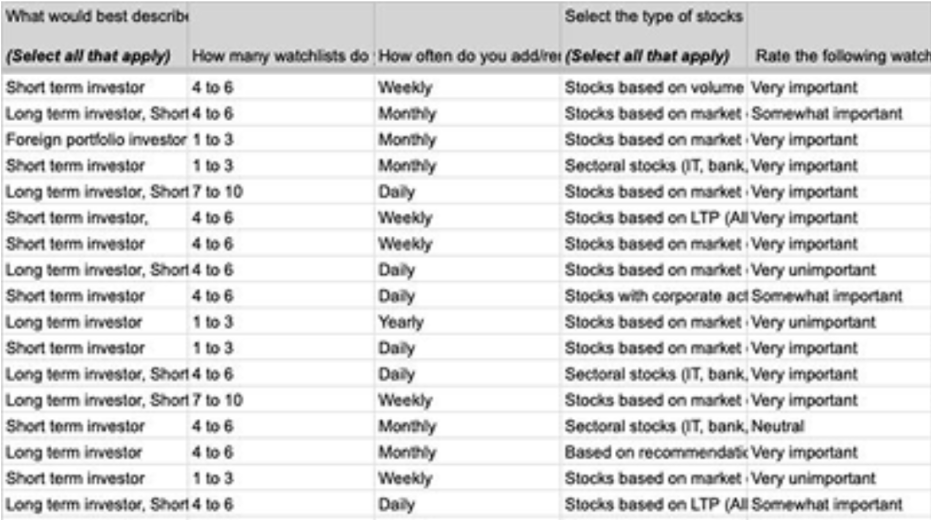 What would best describe Select the type of stocks
(Select all that apply) How many watchlists do How often do you add/re (Select all that apply) Rate the following watch
Short term investor 4 to 6 Weekly Stocks based on volume Very important
Long term investor, Short 4 to 6 Monthly Stocks based on market Somewhat important
Foreign portfolio investor 1 to 3 Monthly Stocks based on market Very important
Short term investor 1 to 3 Monthly Sectoral stocks (IT, bank, Very important
Long term investor, Short 7 to 10 Daily Stocks based on market Very important
Short term investor, 4 to 6 Weekly Stocks based on LTP (All Very important
Short term investor 4 to 6 Weekly Stocks based on market Very important
Long term investor, Short 4 to 6 Daily Stocks based on market Very unimportant
Short term investor 4 to 6 Daily Stocks with corporate act Somewhat important
Long term investor 1 to 3 Yearly Stocks based on market Very unimportant
Short term investor 1 to 3 Daily Stocks based on market Very important
Long term investor, Short 4 to 6 Daily Sectoral stocks (IT, bank, Very important
Long term investor, Short 7 to 10 Weekly Stocks based on market Very important
Short term investor 4 to 6 Monthly Sectoral stocks (IT, bank, Neutral
Long term investor 4 to 6 Monthly Based on recommendatic Very important
Short term investor 1 to 3 Weekly Stocks based on market Very unimportant
Long term investor, Short 4 to 6 Daily Stocks based on LTP (All Somewhat important